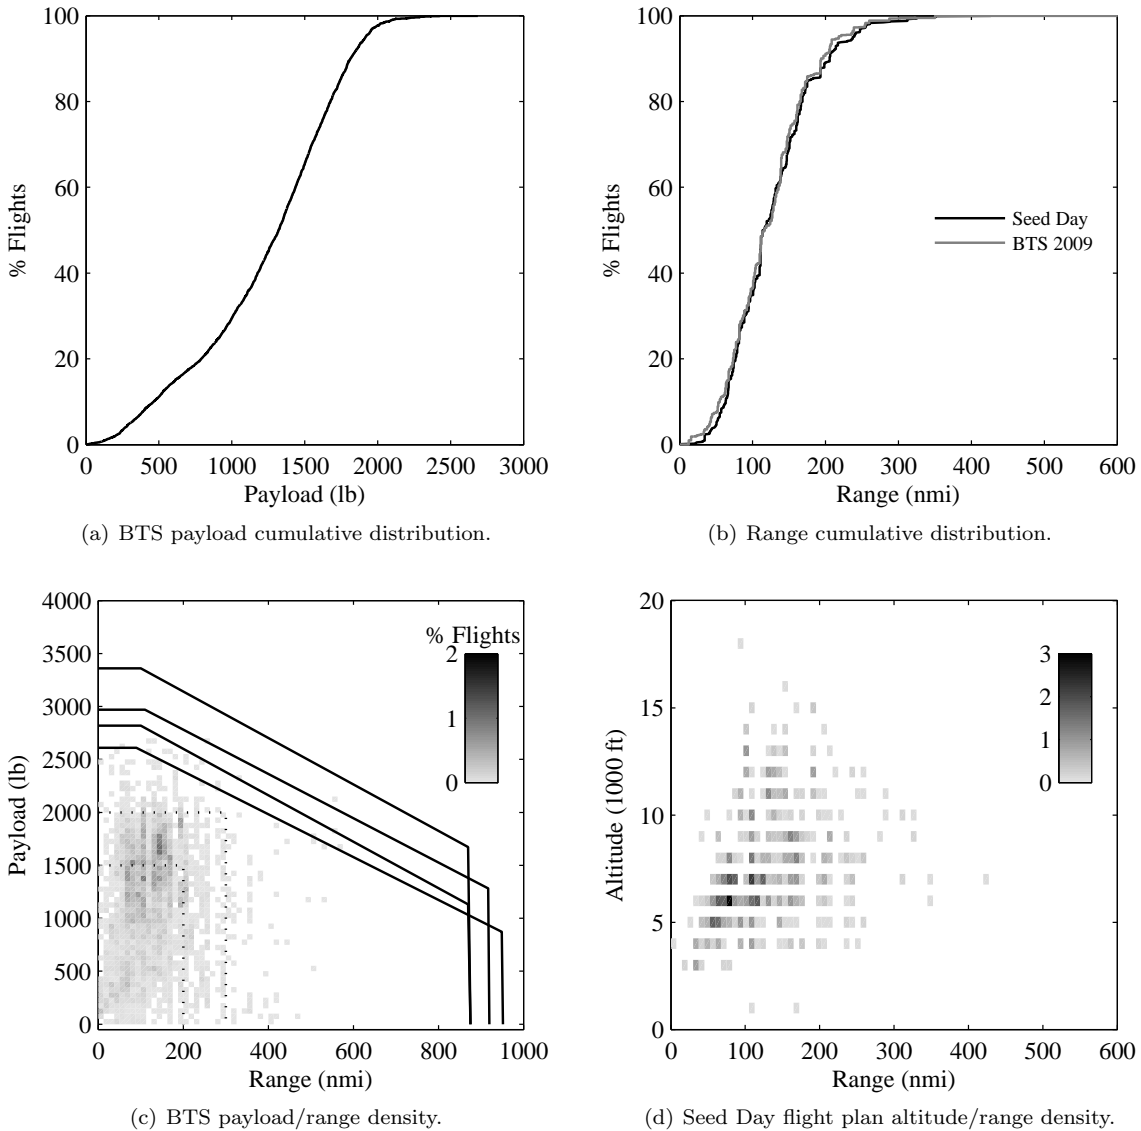 100
80
60
40
20
0
% Flights
0 500 1000 1500 2000 2500 3000
Payload (lb)
(a) BTS payload cumulative distribution.
100
80
60
40
20
0
% Flights
Seed Day
BTS 2009
0 100 200 300 400 500 600
Range (nmi)
(b) Range cumulative distribution.
4000
3500
3000
2500
2000
1500
1000
500
0
Payload (lb)
% Flights
2
1
0
0 200 400 600 800 1000
Range (nmi)
(c) BTS payload/range density.
20
15
10
5
0
Altitude (1000 ft)
3
2
1
0
0 100 200 300 400 500 600
Range (nmi)
(d) Seed Day flight plan altitude/range density.